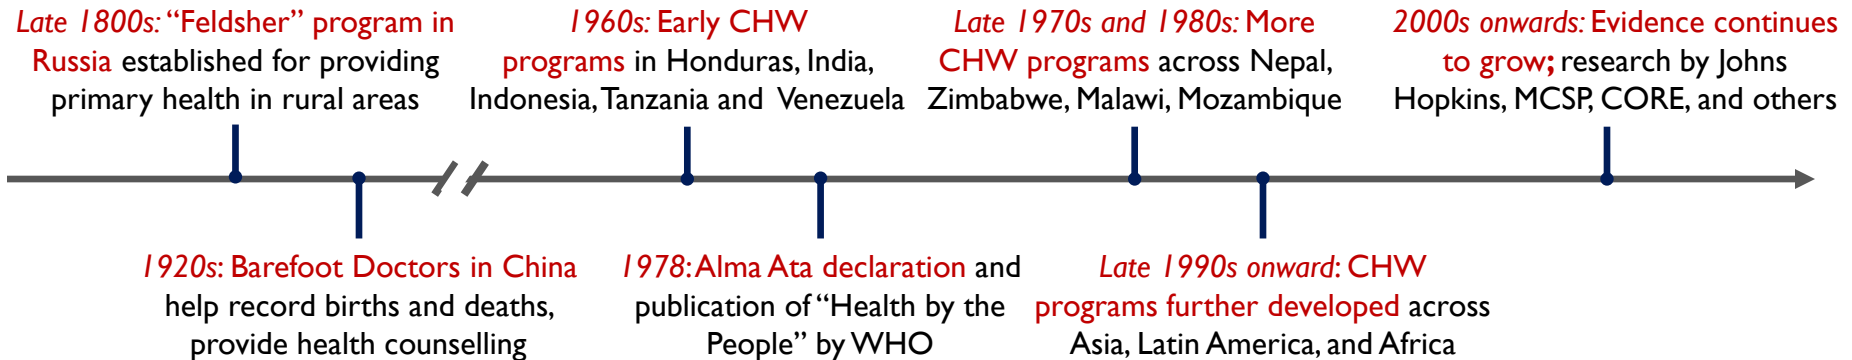 Late 1800s: “Feldsher” program in
Russia established for providing
primary health in rural areas
1920s: Barefoot Doctors in China
help record births and deaths,
provide health counselling
1960s: Early CHW
programs in Honduras, India,
Indonesia, Tanzania and Venezuela
1978: Alma Ata declaration and
publication of “Health by the
People” by WHO
Late 1970s and 1980s: More
CHW programs across Nepal,
Zimbabwe, Malawi, Mozambique
Late 1990s onward: CHW
programs further developed across
Asia, Latin America, and Africa
2000s onwards: Evidence continues
to grow; research by Johns
Hopkins, MCSP, CORE, and others